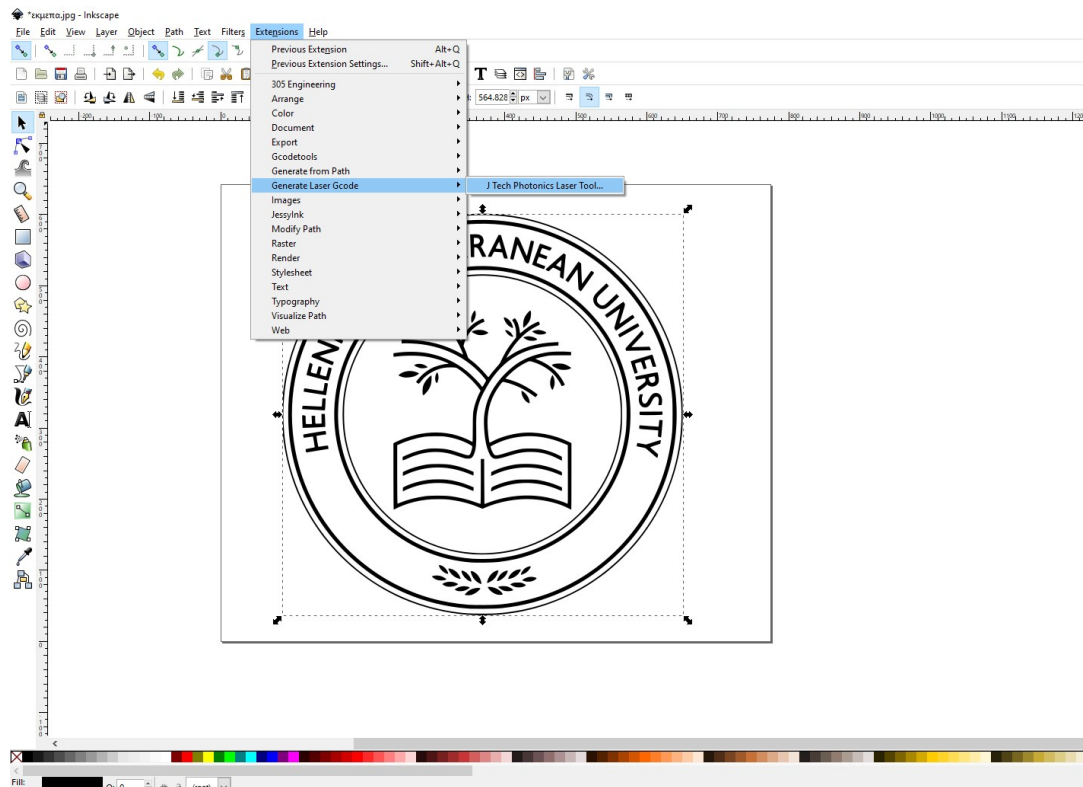 *εκμεπα.jpg - Inkscape
File Edit View Layer Object Path Text Filters Extensions Help
Previous Extension Alt+Q
Previous Extension Settings... Shift+Alt+Q
305 Engineering
Arrange
Color
Document
Export
Gcodetools
Generate from Path
Generate Laser Gcode
J Tech Photonics Laser Tool...
Images
JessyInk
Modify Path
Raster
Render
Stylesheet
Text
Typography
Visualize Path
Web
564.828 px
HELLEN
RANEAN UNIVERSITY
Fill: